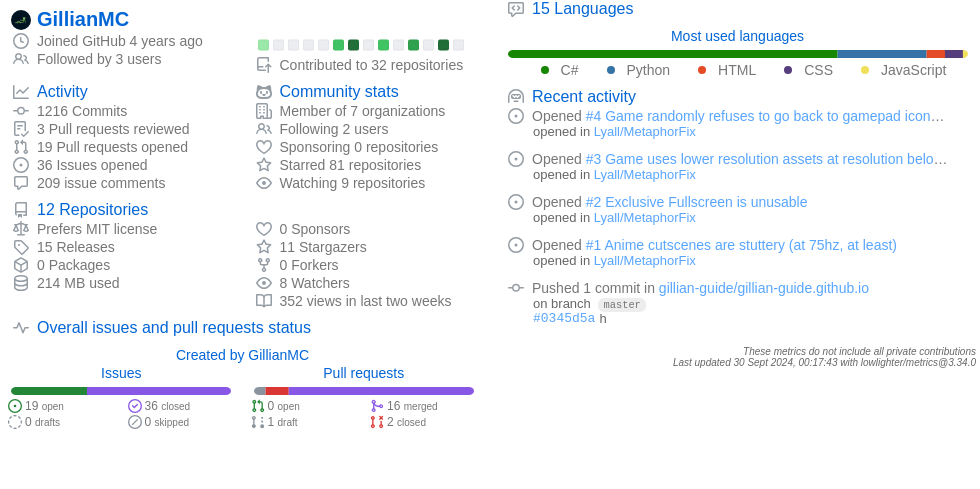 GillianMC
Joined GitHub 4 years ago
Followed by 3 users
Contributed to 32 repositories
Activity
1216 Commits
3 Pull requests reviewed
19 Pull requests opened
36 Issues opened
209 issue comments
Community stats
Member of 7 organizations
Following 2 users
Sponsoring 0 repositories
Starred 81 repositories
Watching 9 repositories
12 Repositories
Prefers MIT license
15 Releases
0 Packages
214 MB used
0 Sponsors
11 Stargazers
0 Forkers
8 Watchers
352 views in last two weeks
Overall issues and pull requests status
Created by GillianMC
Issues
19 open
36 closed
0 drafts
0 skipped
Pull requests
0 open
16 merged
1 draft
2 closed
15 Languages
Most used languages
C# Python HTML CSS JavaScript
Recent activity
Opened #4 Game randomly refuses to go back to gamepad icon…
opened in Lyall/MetaphorFix
Opened #3 Game uses lower resolution assets at resolution belo…
opened in Lyall/MetaphorFix
Opened #2 Exclusive Fullscreen is unusable
opened in Lyall/MetaphorFix
Opened #1 Anime cutscenes are stuttery (at 75hz, at least)
opened in Lyall/MetaphorFix
Pushed 1 commit in gillian-guide/gillian-guide.github.io
on branch master
#0345d5a h
These metrics do not include all private contributions
Last updated 30 Sept 2024, 00:17:43 with lowlighter/metrics@3.34.0